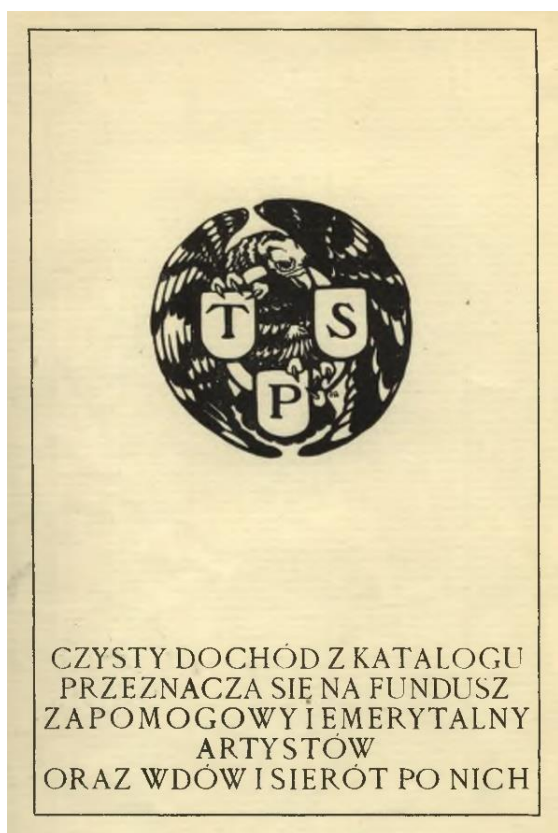 T S
P
CZYSTY DOCHÓD Z KATALOGU
PRZEZNACZA SIĘ NA FUNDUSZ
ZAPOMOGOWY I EMERYTALNY
ARTYSTÓW
ORAZ WDÓW I SIERÓT PO NICH